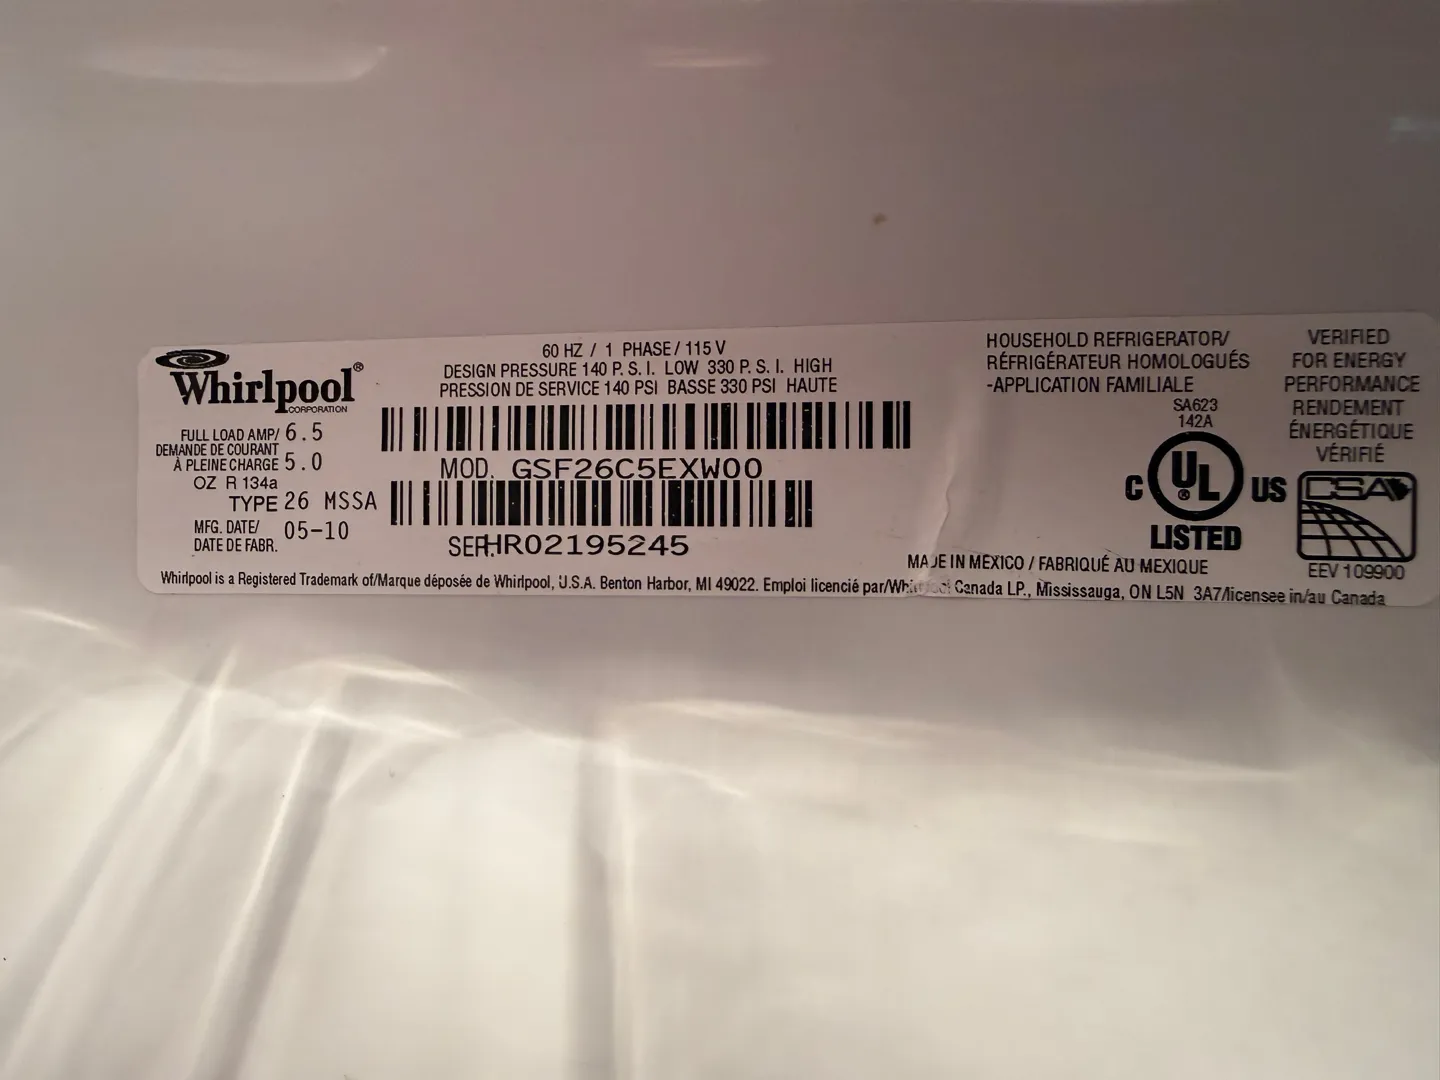 Whirlpool®
CORPORATION
FULL LOAD AMP/ 6.5
DEMANDE DE COURANT
À PLEINE CHARGE 5.0
OZ R 134a
TYPE 26 MSSA
MFG. DATE/ 05-10
DATE DE FABR.
60 HZ / 1 PHASE / 115 V
DESIGN PRESSURE 140 P. S. I. LOW 330 P. S. I. HIGH
PRESSION DE SERVICE 140 PSI BASSE 330 PSI HAUTE
MOD. GSF26C5EXW00
SER. HR02195245
HOUSEHOLD REFRIGERATOR/
RÉFRIGÉRATEUR HOMOLOGUÉS
-APPLICATION FAMILIALE
SA623
142A
C UL® US
LISTED
MADE IN MEXICO / FABRIQUÉ AU MEXIQUE
VERIFIED
FOR ENERGY
PERFORMANCE
RENDEMENT
ÉNERGÉTIQUE
VÉRIFIÉ
CSA
EEV 109900
Whirlpool is a Registered Trademark of/Marque déposée de Whirlpool, U.S.A. Benton Harbor, MI 49022. Emploi licencié par/Whirlpool Canada LP., Mississauga, ON L5N 3A7/licensee in/au Canada